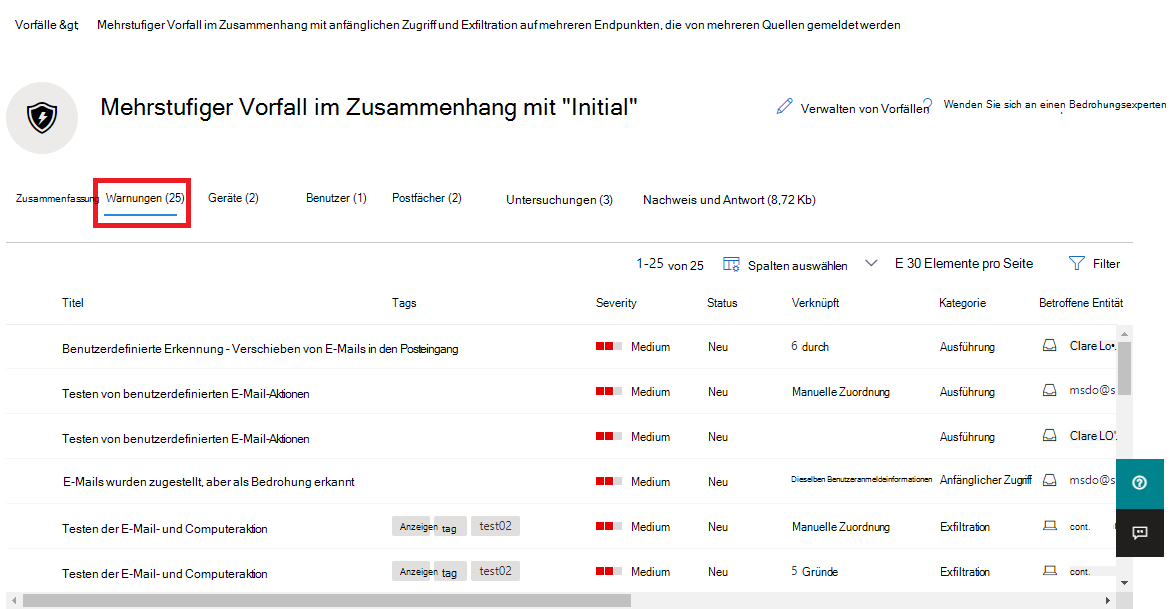 Vorfälle &gt; Mehrstufiger Vorfall im Zusammenhang mit anfänglichen Zugriff und Exfiltration auf mehreren Endpunkten, die von mehreren Quellen gemeldet werden
Mehrstufiger Vorfall im Zusammenhang mit "Initial" Verwalten von Vorfällen ? Wenden Sie sich an einen Bedrohungsexperten
Zusammenfassung Warnungen (25) Geräte (2) Benutzer (1) Postfächer (2) Untersuchungen (3) Nachweis und Antwort (8,72 Kb)
1-25 von 25 Spalten auswählen E 30 Elemente pro Seite Filter
Titel Tags Severity Status Verknüpft Kategorie Betroffene Entität
Benutzerdefinierte Erkennung - Verschieben von E-Mails in den Posteingang Medium Neu 6 durch Ausführung Clare Lo
Testen von benutzerdefinierten E-Mail-Aktionen Medium Neu Manuelle Zuordnung Ausführung msdo@s
Testen von benutzerdefinierten E-Mail-Aktionen Medium Neu Ausführung Clare LO'.
E-Mails wurden zugestellt, aber als Bedrohung erkannt Medium Neu Dieselben Benutzeranmeldeinformationen Anfänglicher Zugriff msdo@s
Testen der E-Mail- und Computeraktion Anzeigen tag test02 Medium Neu Manuelle Zuordnung Exfiltration cont.
Testen der E-Mail- und Computeraktion Anzeigen tag test02 Medium Neu 5 Gründe Exfiltration cont.